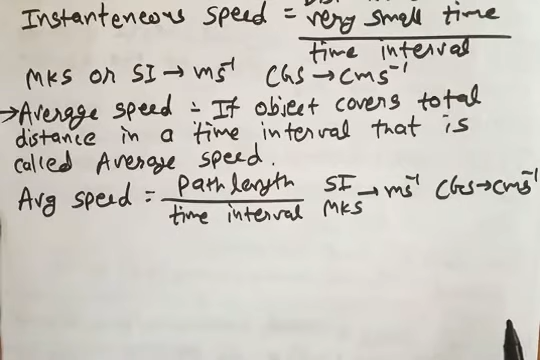 Instanteneous speed = very small time / time interval
MKS or SI → ms⁻¹ CGS → cms⁻¹
→ Average speed :- If object covers total
distance in a time interval that is
called Average speed.
Avg speed = Path length / time interval SI MKS → ms⁻¹ CGS → cms⁻¹